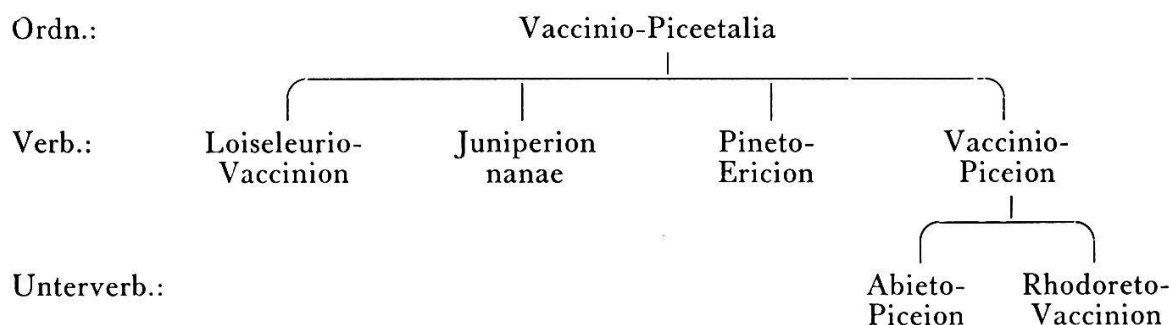 Ordn.: Vaccinio-Piceetalia
Verb.: Loiseleurio- Juniperion Pineto- Vaccinio-
Vaccinion nanae Ericion Piceion
Unterverb.: Abieto- Rhodoreto-
Piceion Vaccinion